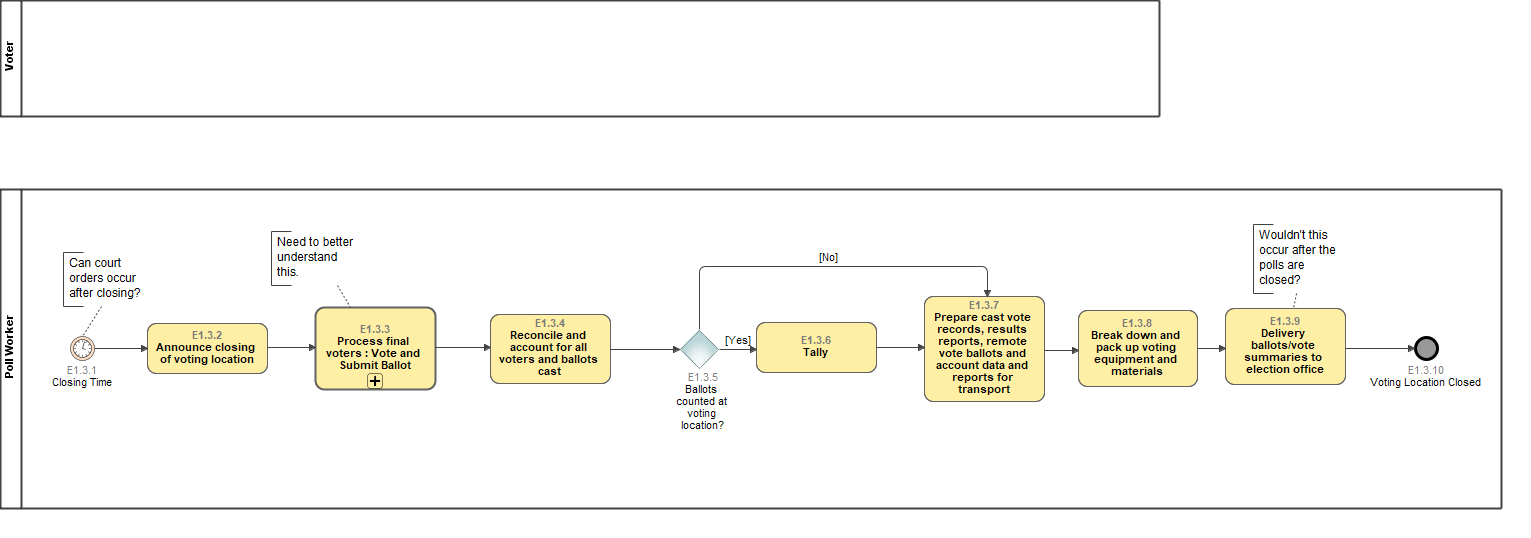 Voter
Poll Worker
Can court
orders occur
after closing?
E1.3.1
Closing Time
E1.3.2
Announce closing
of voting location
Need to better
understand
this.
E1.3.3
Process final
voters : Vote and
Submit Ballot
E1.3.4
Reconcile and
account for all
voters and ballots
cast
E1.3.5
Ballots
counted at
voting
location?
[No]
[Yes]
E1.3.6
Tally
E1.3.7
Prepare cast vote
records, results
reports, remote
vote ballots and
account data and
reports for
transport
E1.3.8
Break down and
pack up voting
equipment and
materials
Wouldn't this
occur after the
polls are
closed?
E1.3.9
Delivery
ballots/vote
summaries to
election office
E1.3.10
Voting Location Closed